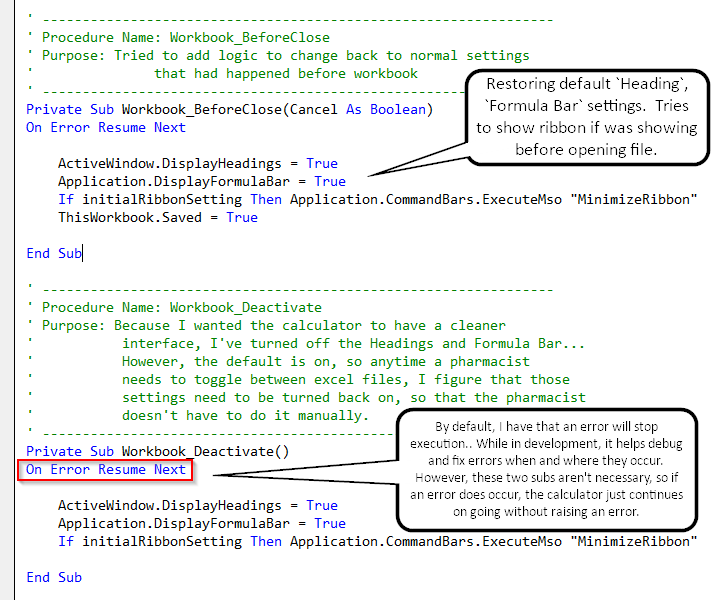 ' ----------------------------------------------------------------
' Procedure Name: Workbook_BeforeClose
' Purpose: Tried to add logic to change back to normal settings
'               that had happened before workbook
' ----------------------------------------------------------------
Private Sub Workbook_BeforeClose(Cancel As Boolean)
On Error Resume Next
    ActiveWindow.DisplayHeadings = True
    Application.DisplayFormulaBar = True
    If initialRibbonSetting Then Application.CommandBars.ExecuteMso "MinimizeRibbon"
    ThisWorkbook.Saved = True
End Sub
Restoring default `Heading`,
`Formula Bar` settings.  Tries
to show ribbon if was showing
before opening file.
' ----------------------------------------------------------------
' Procedure Name: Workbook_Deactivate
' Purpose: Because I wanted the calculator to have a cleaner
'           interface, I've turned off the Headings and Formula Bar...
'           However, the default is on, so anytime a pharmacist
'           needs to toggle between excel files, I figure that those
'           settings need to be turned back on, so that the pharmacist
'           doesn't have to do it manually.
' ----------------------------------------------------------------
Private Sub Workbook_Deactivate()
On Error Resume Next
    ActiveWindow.DisplayHeadings = True
    Application.DisplayFormulaBar = True
    If initialRibbonSetting Then Application.CommandBars.ExecuteMso "MinimizeRibbon"
End Sub
By default, I have that an error will stop
execution.. While in development, it helps debug
and fix errors when and where they occur.
However, these two subs aren't necessary, so if
an error does occur, the calculator just continues
on going without raising an error.